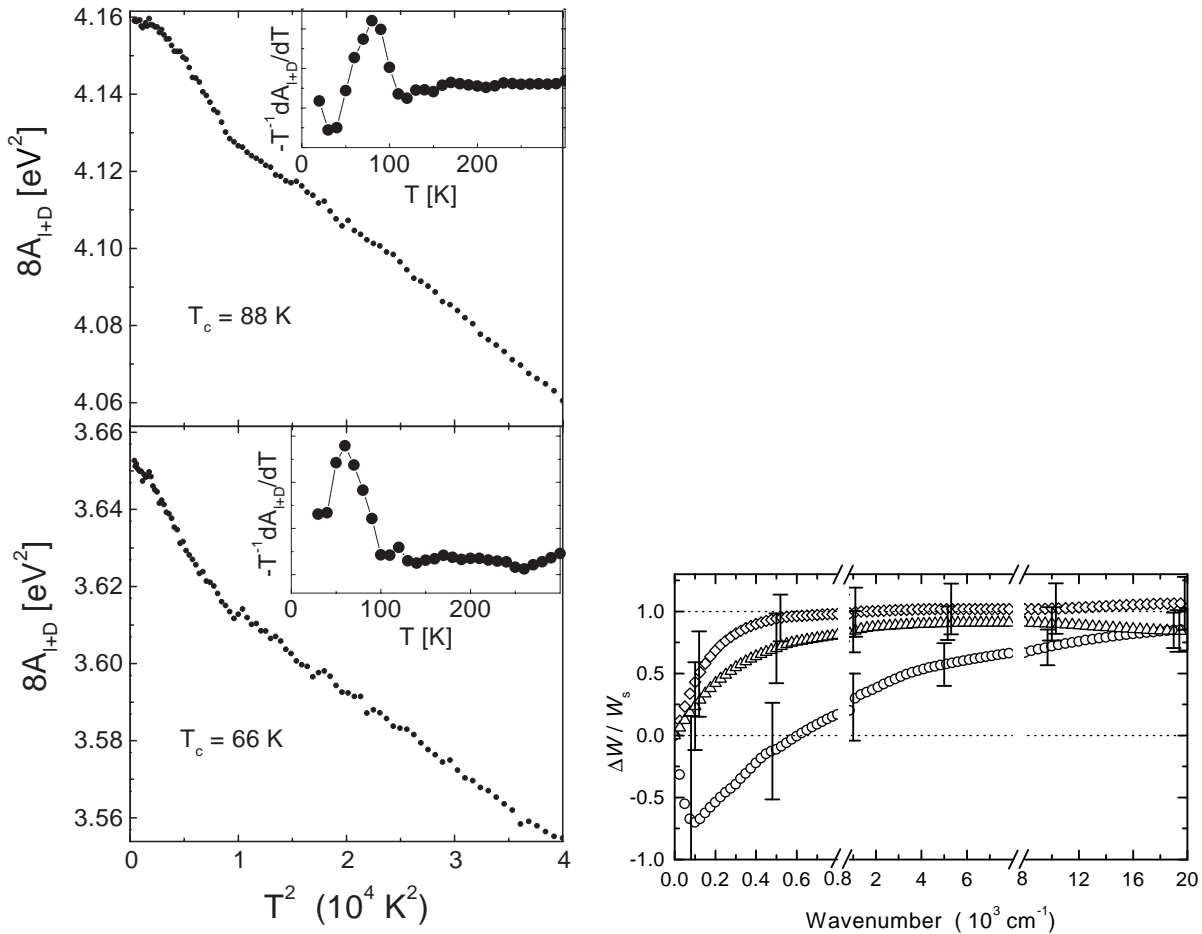 4.16
4.14
4.12
4.10
4.08
4.06
8A_{I+D} [eV^2]
T_c = 88 K
-T^{-1}dA_{I+D}/dT
0 100 200
T [K]
3.66
3.64
3.62
3.60
3.58
3.56
8A_{I+D} [eV^2]
T_c = 66 K
-T^{-1}dA_{I+D}/dT
0 100 200
T [K]
0 1 2 3 4
T^2 (10^4 K^2)
1.0
0.5
0.0
-0.5
-1.0
ΔW / W_s
0.0 0.2 0.4 0.6 0.8 2 4 6 8 12 16 20
Wavenumber ( 10^3 cm^{-1})